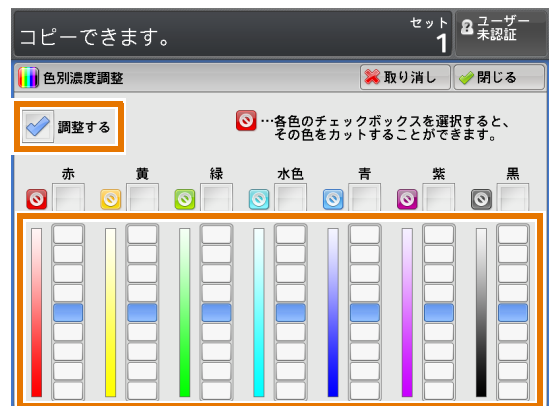 コピーできます。
セット
1
ユーザー
未認証
色別濃度調整
取り消し
閉じる
調整する
…各色のチェックボックスを選択すると、
その色をカットすることができます。
赤 黄 緑 水色 青 紫 黒